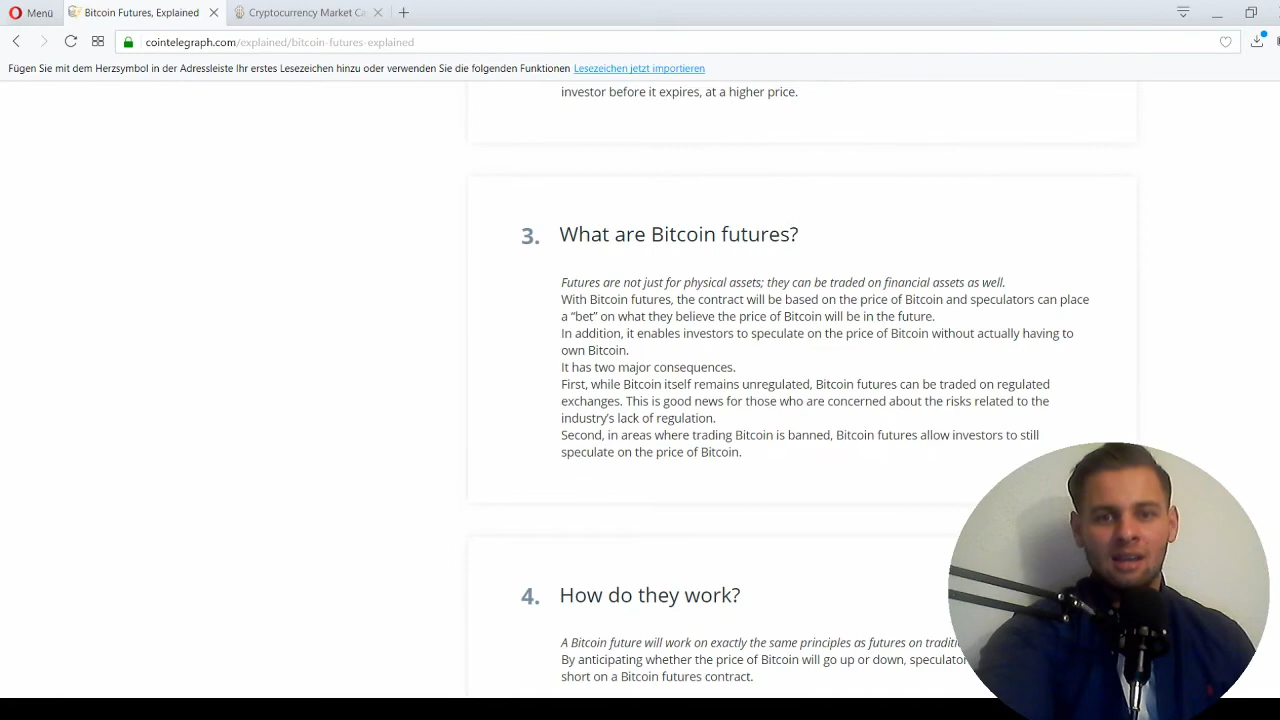 Menü
Bitcoin Futures, Explained
Cryptocurrency Market Ca
cointelegraph.com/explained/bitcoin-futures-explained
Fügen Sie mit dem Herzsymbol in der Adressleiste Ihr erstes Lesezeichen hinzu oder verwenden Sie die folgenden Funktionen Lesezeichen jetzt importieren
investor before it expires, at a higher price.
3. What are Bitcoin futures?
Futures are not just for physical assets; they can be traded on financial assets as well.
With Bitcoin futures, the contract will be based on the price of Bitcoin and speculators can place
a “bet” on what they believe the price of Bitcoin will be in the future.
In addition, it enables investors to speculate on the price of Bitcoin without actually having to
own Bitcoin.
It has two major consequences.
First, while Bitcoin itself remains unregulated, Bitcoin futures can be traded on regulated
exchanges. This is good news for those who are concerned about the risks related to the
industry’s lack of regulation.
Second, in areas where trading Bitcoin is banned, Bitcoin futures allow investors to still
speculate on the price of Bitcoin.
4. How do they work?
A Bitcoin future will work on exactly the same principles as futures on
By anticipating whether the price of Bitcoin will go up or down,
short on a Bitcoin futures contract.